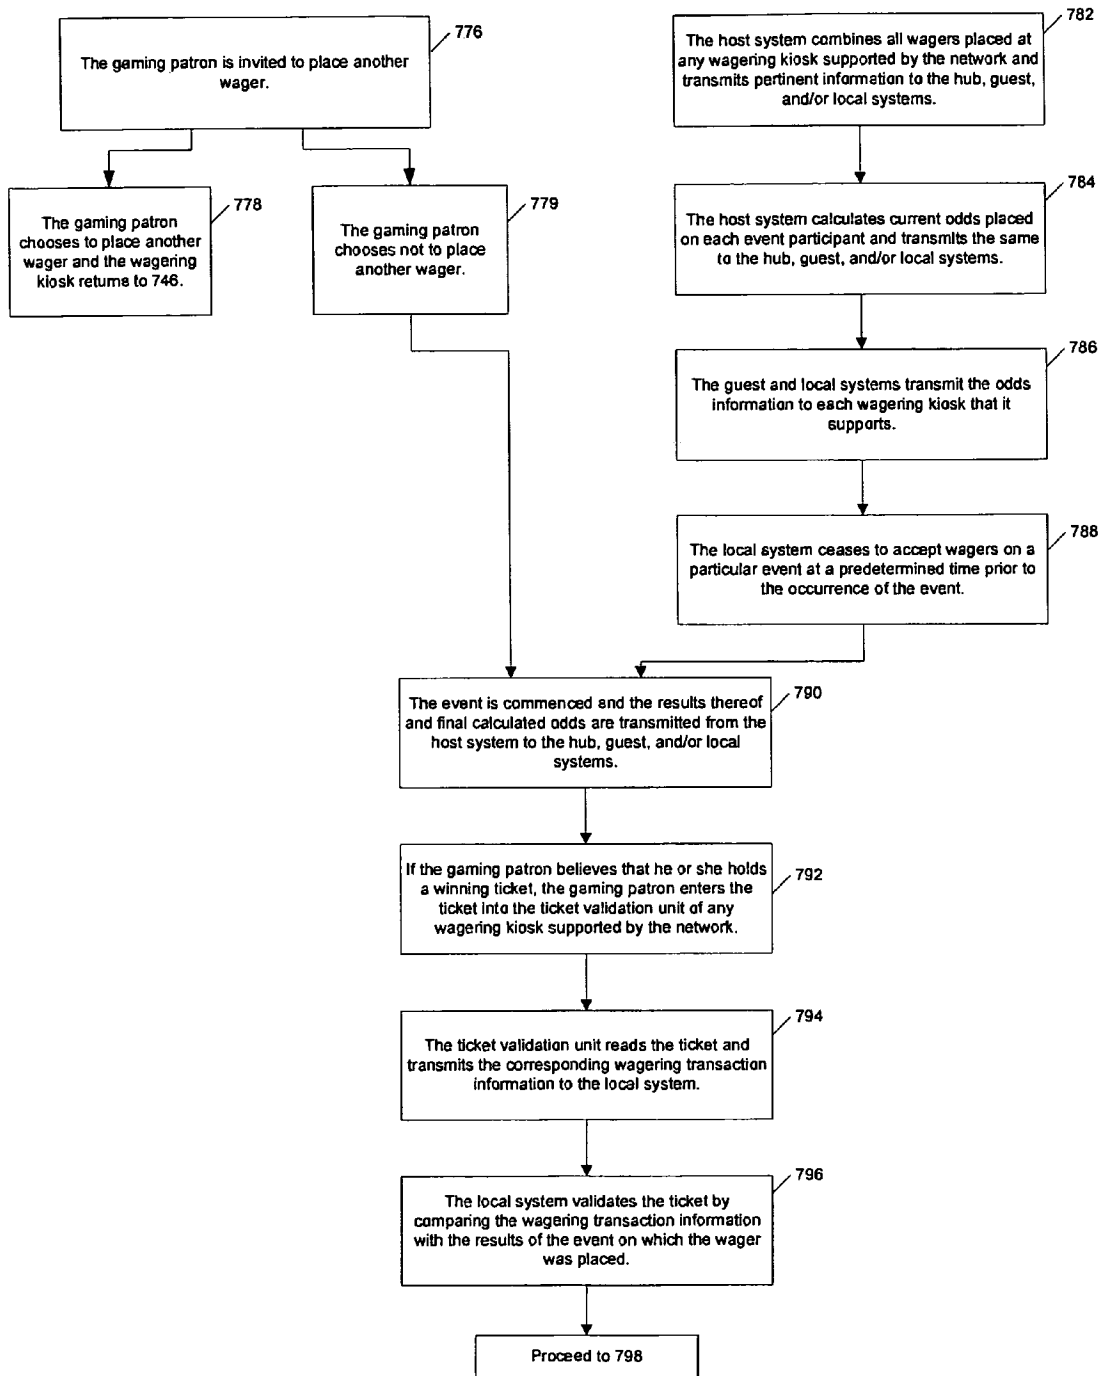 776
The gaming patron is invited to place another
wager.
778
The gaming patron
chooses to place another
wager and the wagering
kiosk returns to 746.
779
The gaming patron
chooses not to place
another wager.
782
The host system combines all wagers placed at
any wagering kiosk supported by the network and
transmits pertinent information to the hub, guest,
and/or local systems.
784
The host system calculates current odds placed
on each event participant and transmits the same
to the hub, guest, and/or local systems.
786
The guest and local systems transmit the odds
information to each wagering kiosk that it
supports.
788
The local system ceases to accept wagers on a
particular event at a predetermined time prior to
the occurrence of the event.
790
The event is commenced and the results thereof
and final calculated odds are transmitted from the
host system to the hub, guest, and/or local
systems.
792
If the gaming patron believes that he or she holds
a winning ticket, the gaming patron enters the
ticket into the ticket validation unit of any
wagering kiosk supported by the network.
794
The ticket validation unit reads the ticket and
transmits the corresponding wagering transaction
information to the local system.
796
The local system validates the ticket by
comparing the wagering transaction information
with the results of the event on which the wager
was placed.
Proceed to 798